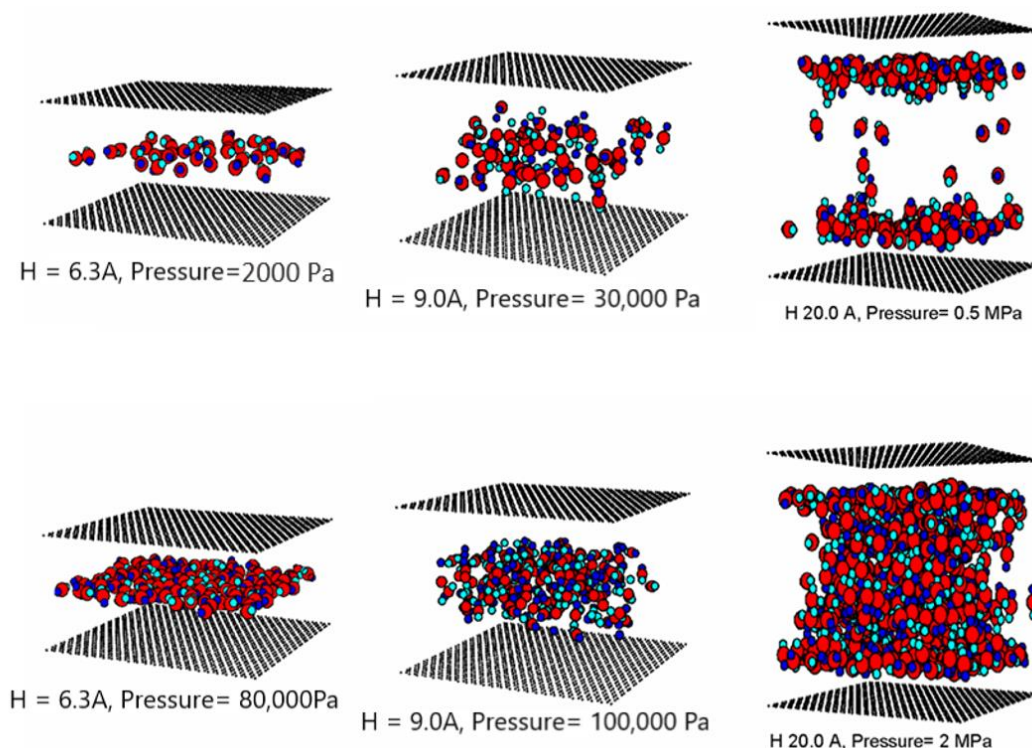 H = 6.3A, Pressure=2000 Pa
H = 9.0A, Pressure= 30,000 Pa
H 20.0 A, Pressure= 0.5 MPa
H = 6.3A, Pressure= 80,000Pa
H = 9.0A, Pressure= 100,000 Pa
H 20.0 A, Pressure= 2 MPa